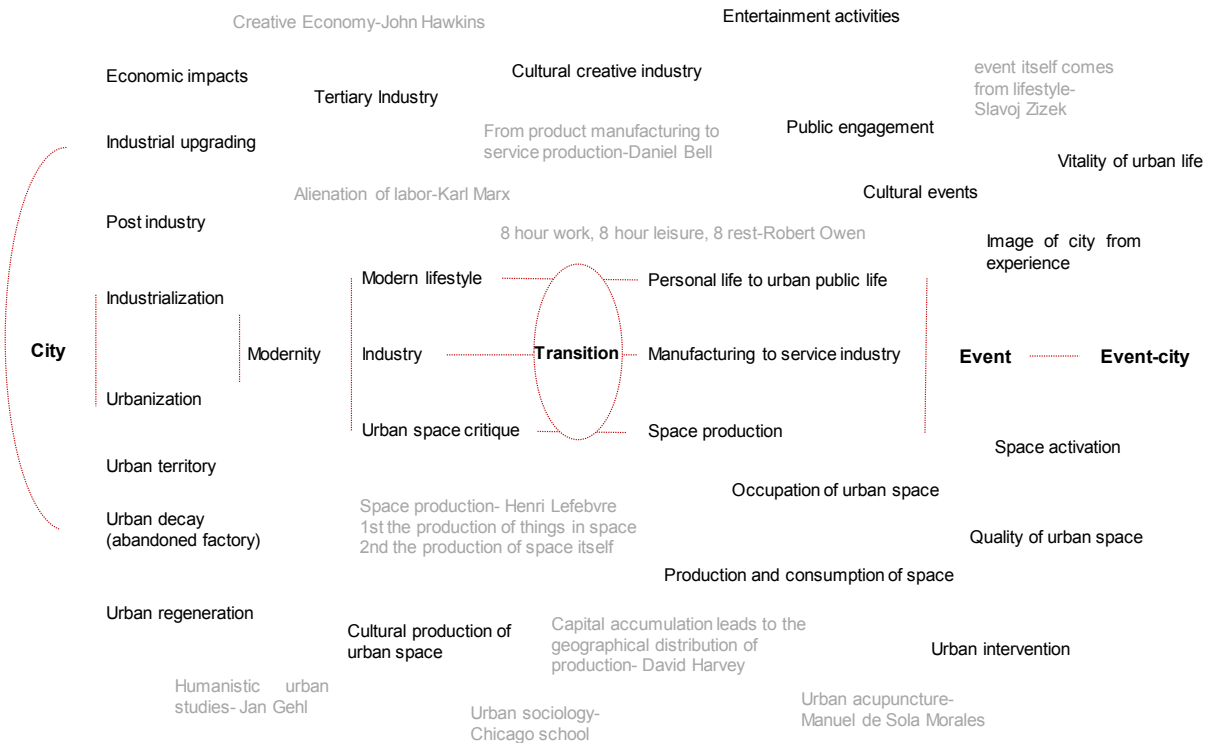 Entertainment activities
Creative Economy-John Hawkins
Economic impacts
Cultural creative industry
event itself comes
from lifestyle-
Slavoj Zizek
Tertiary Industry
From product manufacturing to
service production-Daniel Bell
Public engagement
Industrial upgrading
Vitality of urban life
Alienation of labor-Karl Marx
Cultural events
Post industry
8 hour work, 8 hour leisure, 8 rest-Robert Owen
Image of city from
experience
Modern lifestyle
Personal life to urban public life
Industrialization
City
Modernity
Industry
Transition
Manufacturing to service industry
Event
Event-city
Urbanization
Urban space critique
Space production
Space activation
Urban territory
Occupation of urban space
Space production- Henri Lefebvre
1st the production of things in space
2nd the production of space itself
Urban decay
(abandoned factory)
Quality of urban space
Production and consumption of space
Urban regeneration
Cultural production of
urban space
Capital accumulation leads to the
geographical distribution of
production- David Harvey
Urban intervention
Humanistic urban
studies- Jan Gehl
Urban sociology-
Chicago school
Urban acupuncture-
Manuel de Sola Morales